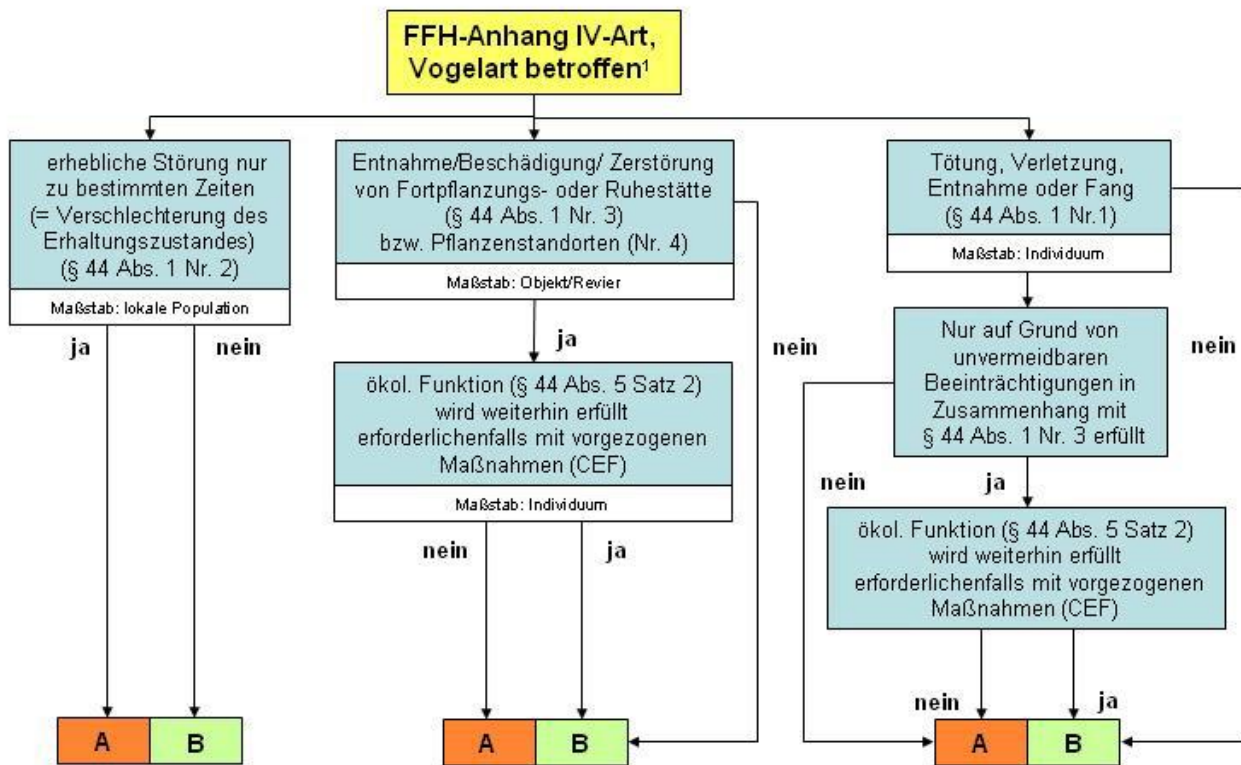 FFH-Anhang IV-Art,
Vogelart betroffen¹
erhebliche Störung nur
zu bestimmten Zeiten
(= Verschlechterung des
Erhaltungszustandes)
(§ 44 Abs. 1 Nr. 2)
Maßstab: lokale Population
ja
nein
A
B
Entnahme/Beschädigung/ Zerstörung
von Fortpflanzungs- oder Ruhestätte
(§ 44 Abs. 1 Nr. 3)
bzw. Pflanzenstandorten (Nr. 4)
Maßstab: Objekt/Revier
ja
nein
ökol. Funktion (§ 44 Abs. 5 Satz 2)
wird weiterhin erfüllt
erforderlichenfalls mit vorgezogenen
Maßnahmen (CEF)
Maßstab: Individuum
nein
ja
A
B
Tötung, Verletzung,
Entnahme oder Fang
(§ 44 Abs. 1 Nr.1)
Maßstab: Individuum
nein
Nur auf Grund von
unvermeidbaren
Beeinträchtigungen in
Zusammenhang mit
§ 44 Abs. 1 Nr. 3 erfüllt
nein
ja
ökol. Funktion (§ 44 Abs. 5 Satz 2)
wird weiterhin erfüllt
erforderlichenfalls mit vorgezogenen
Maßnahmen (CEF)
nein
ja
A
B